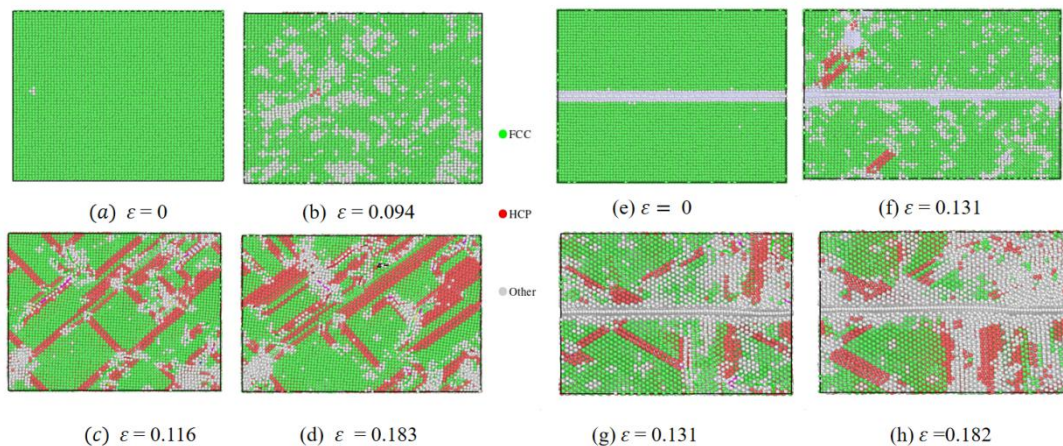 (a) ε = 0
(b) ε = 0.094
(e) ε = 0
(f) ε = 0.131
FCC
HCP
Other
(c) ε = 0.116
(d) ε = 0.183
(g) ε = 0.131
(h) ε =0.182